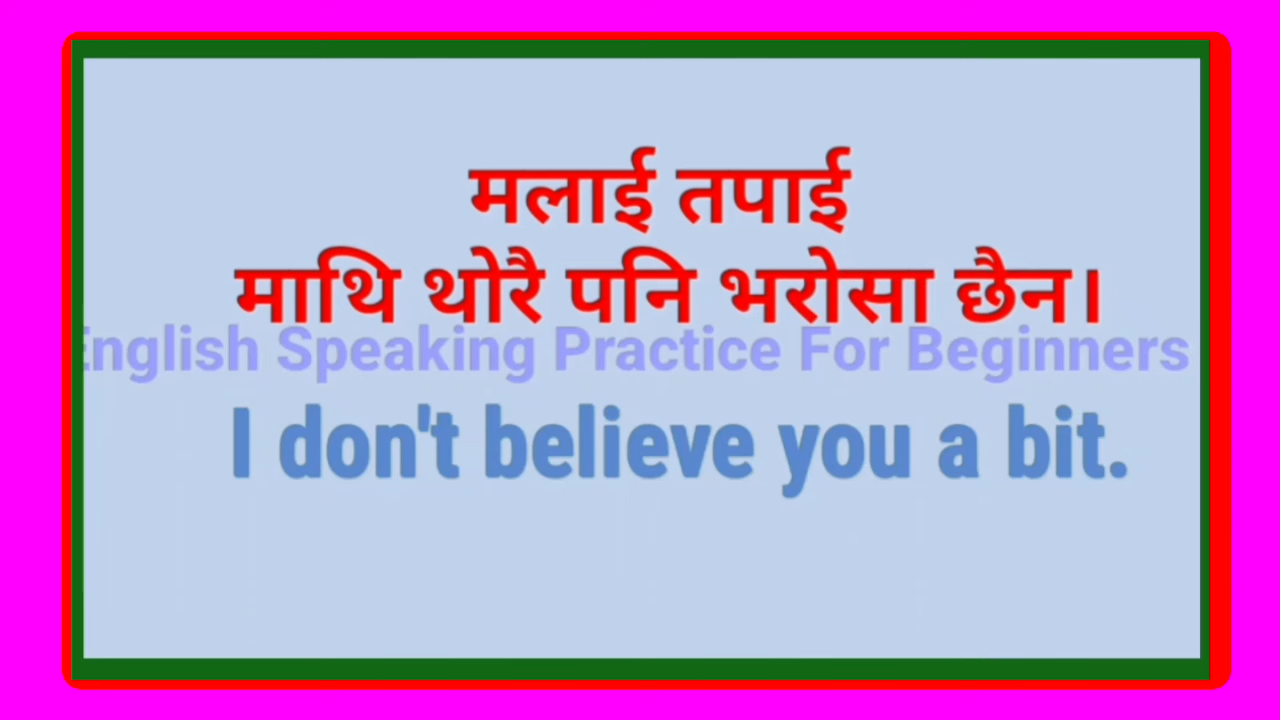 मलाई तपाई
माथि थोरै पनि भरोसा छैन।
English Speaking Practice For Beginners
I don't believe you a bit.